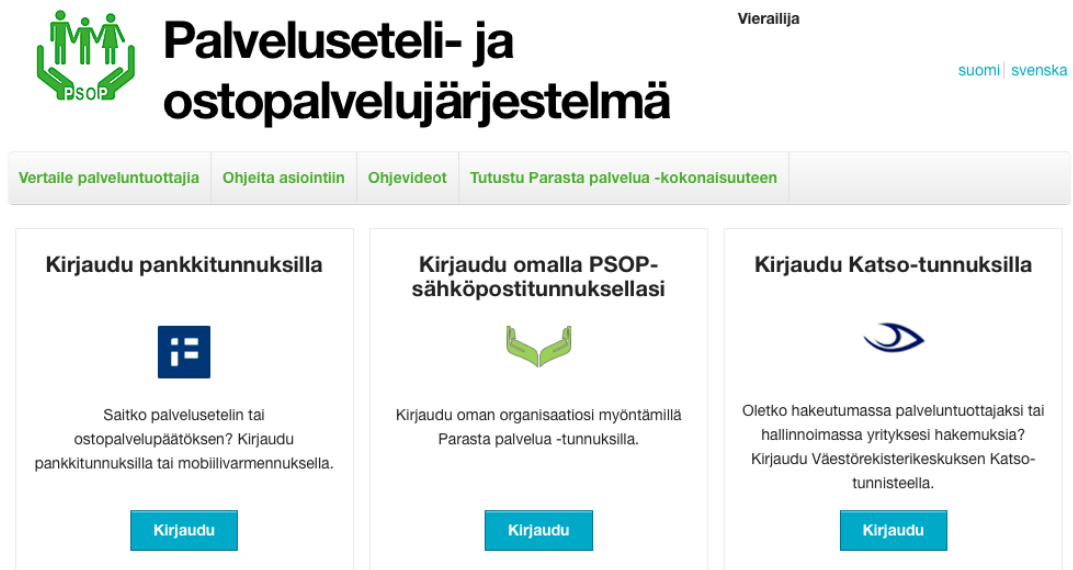 Vierailija
PSOP
Palveluseteli- ja
ostopalvelujärjestelmä
suomi svenska
Vertaile palveluntuottajia Ohjeita asiointiin Ohjevideot Tutustu Parasta palvelua -kokonaisuuteen
Kirjaudu pankkitunnuksilla
Saitko palvelusetelin tai
ostopalvelupäätöksen? Kirjaudu
pankkitunnuksilla tai mobiilivarmennuksella.
Kirjaudu
Kirjaudu omalla PSOP-
sähköpostitunnuksellasi
Kirjaudu oman organisaatiosi myöntämillä
Parasta palvelua -tunnuksilla.
Kirjaudu
Kirjaudu Katso-tunnuksilla
Oletko hakeutumassa palveluntuottajaksi tai
hallinnoimassa yrityksesi hakemuksia?
Kirjaudu Väestörekisterikeskuksen Katso-
tunnisteella.
Kirjaudu